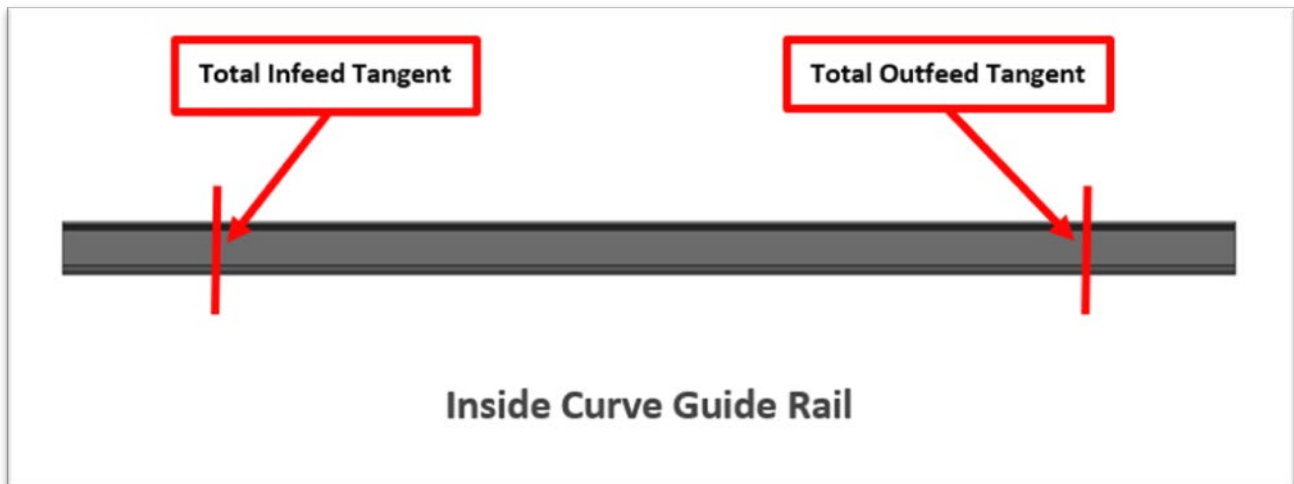 Total Infeed Tangent
Total Outfeed Tangent
Inside Curve Guide Rail